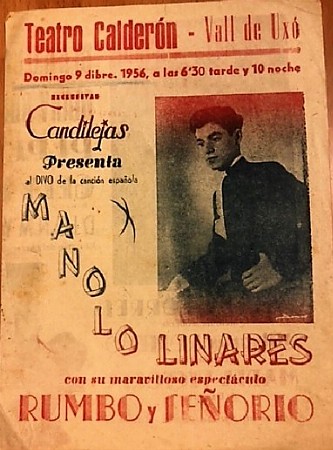 Teatro Calderón - Vall de Uxó
Domingo 9 dibre. 1956, a las 6'30 tarde y 10 noche
Candilejas
Presenta
al DIVO de la canción española
MANOLO LINARES
con su maravilloso espectáculo
RUMBO y SEÑORIO